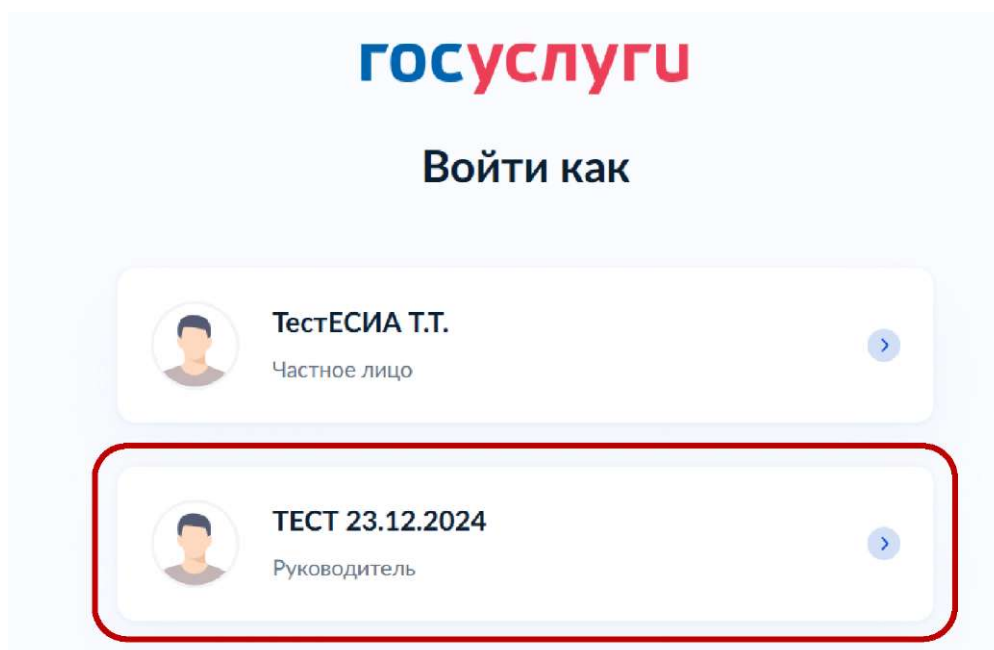 госуслуги
Войти как
ТестЕСИА Т.Т.
Частное лицо
ТЕСТ 23.12.2024
Руководитель